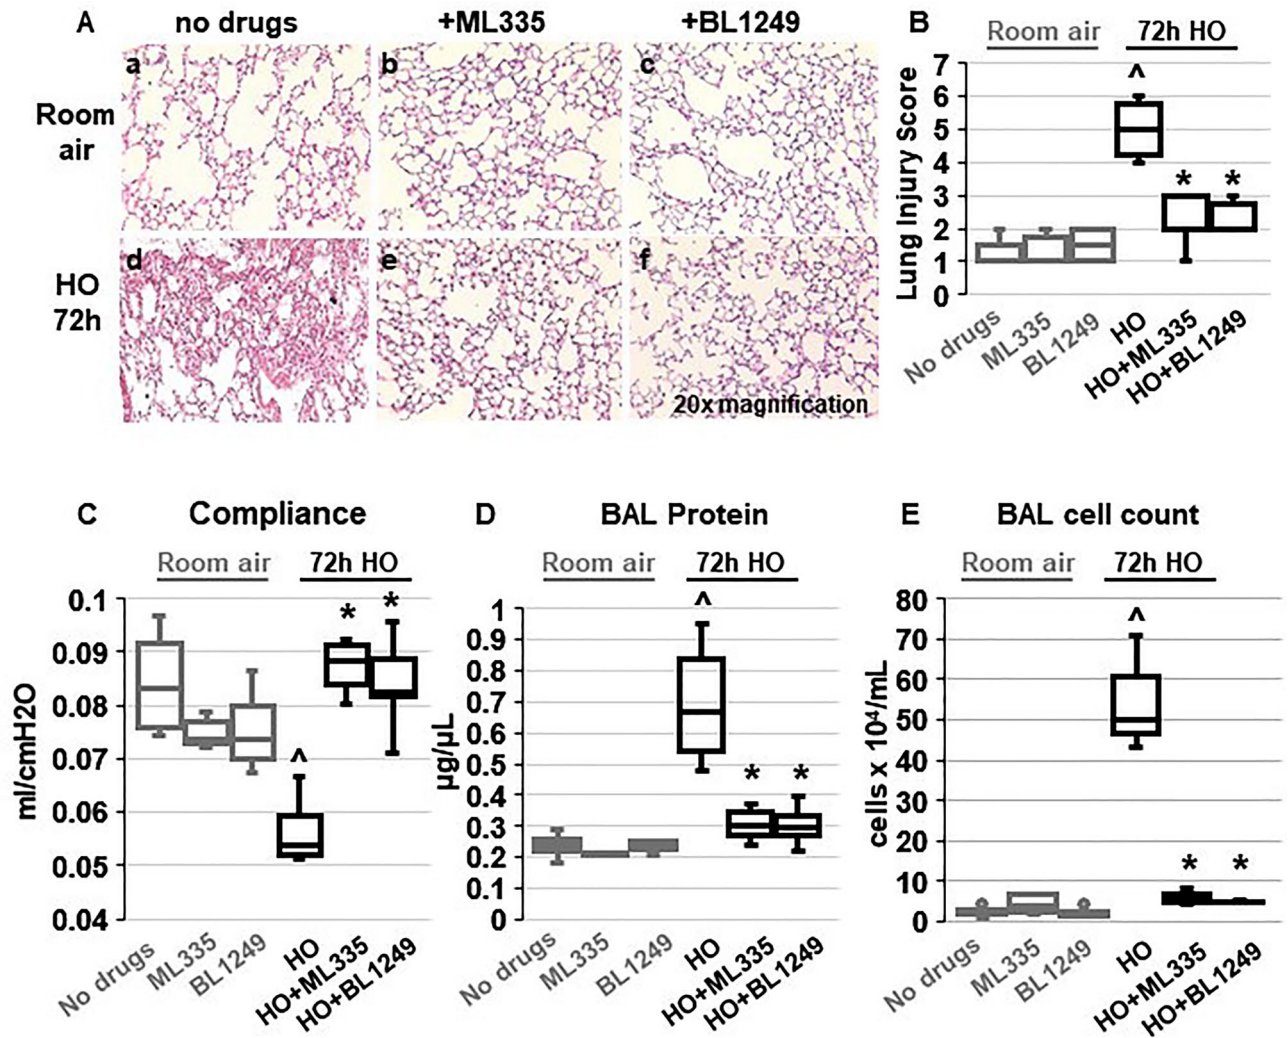 A
no drugs
+ML335
+BL1249
Room
air
a
b
c
HO
72h
d
e
f
20x magnification
B
Room air
72h HO
Lung Injury Score
7
6
5
4
3
2
1
0
^
*
*
No drugs
ML335
BL1249
HO
HO+ML335
HO+BL1249
C
Compliance
Room air
72h HO
ml/cmH2O
0.1
0.09
0.08
0.07
0.06
0.05
0.04
^
*
*
No drugs
ML335
BL1249
HO
HO+ML335
HO+BL1249
D
BAL Protein
Room air
72h HO
µg/µL
1
0.9
0.8
0.7
0.6
0.5
0.4
0.3
0.2
0.1
0
^
*
*
No drugs
ML335
BL1249
HO
HO+ML335
HO+BL1249
E
BAL cell count
Room air
72h HO
cells x 10⁴/mL
80
70
60
50
40
30
20
10
0
^
*
*
No drugs
ML335
BL1249
HO
HO+ML335
HO+BL1249